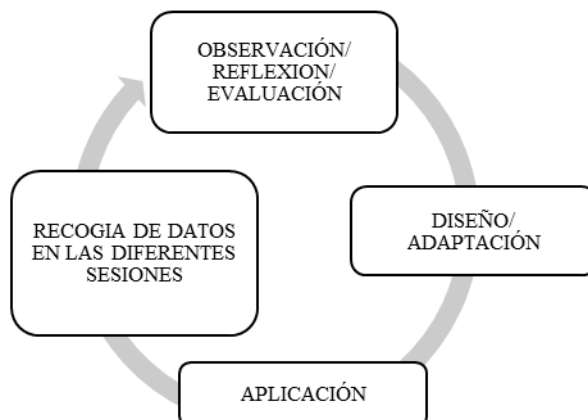 OBSERVACIÓN/
REFLEXION/
EVALUACIÓN
DISEÑO/
ADAPTACIÓN
APLICACIÓN
RECOGIA DE DATOS
EN LAS DIFERENTES
SESIONES